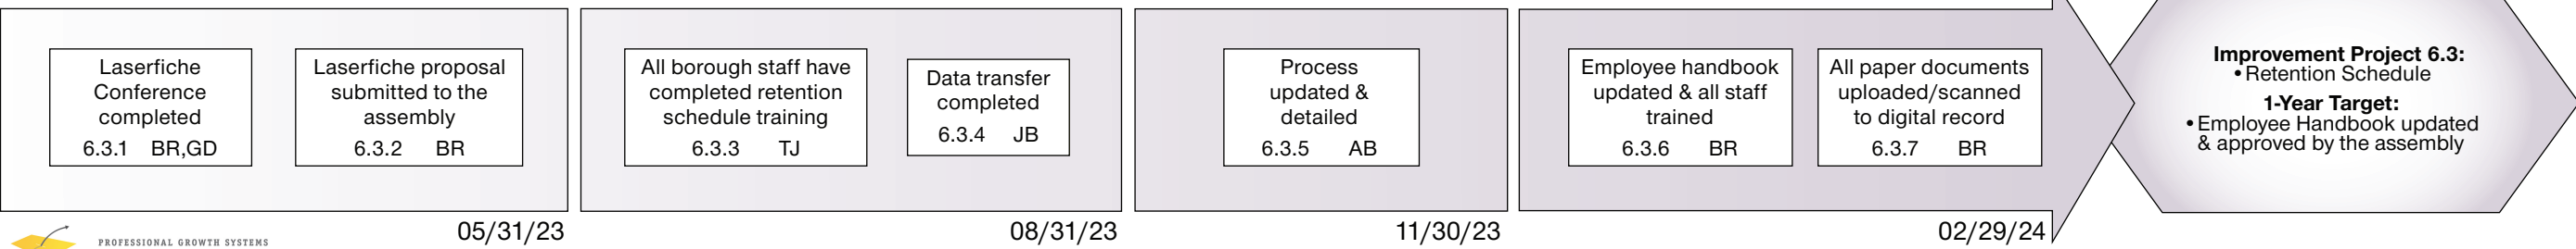 Laserfiche
Conference
completed
6.3.1 BR,GD
Laserfiche proposal
submitted to the
assembly
6.3.2 BR
All borough staff have
completed retention
schedule training
6.3.3 TJ
Data transfer
completed
6.3.4 JB
Process
updated &
detailed
6.3.5 AB
Employee handbook
updated & all staff
trained
6.3.6 BR
All paper documents
uploaded/scanned
to digital record
6.3.7 BR
Improvement Project 6.3:
•Retention Schedule
1-Year Target:
•Employee Handbook updated
& approved by the assembly
05/31/23
08/31/23
11/30/23
02/29/24
PROFESSIONAL GROWTH SYSTEMS